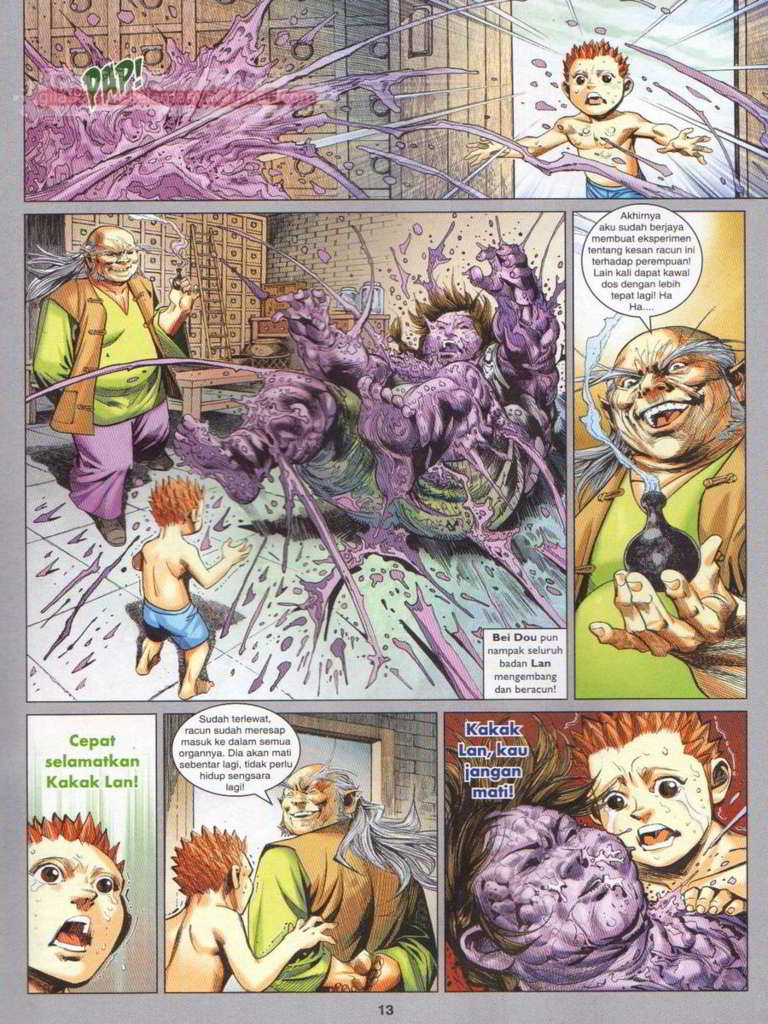 PAP!
Akhirnya
aku sudah berjaya
membuat eksperimen
tentang kesan racun ini
terhadap perempuan!
Lain kali dapat kawal
dos dengan lebih
tepat lagi! Ha
Ha....
Bei Dou pun
nampak seluruh
badan Lan
mengembang
dan beracun!
Cepat
selamatkan
Kakak Lan!
Sudah terlewat,
racun sudah meresap
masuk ke dalam semua
organnya. Dia akan mati
sebentar lagi, tidak perlu
hidup sengsara
lagi!
Kakak
Lan, kau
jangan
mati!
13